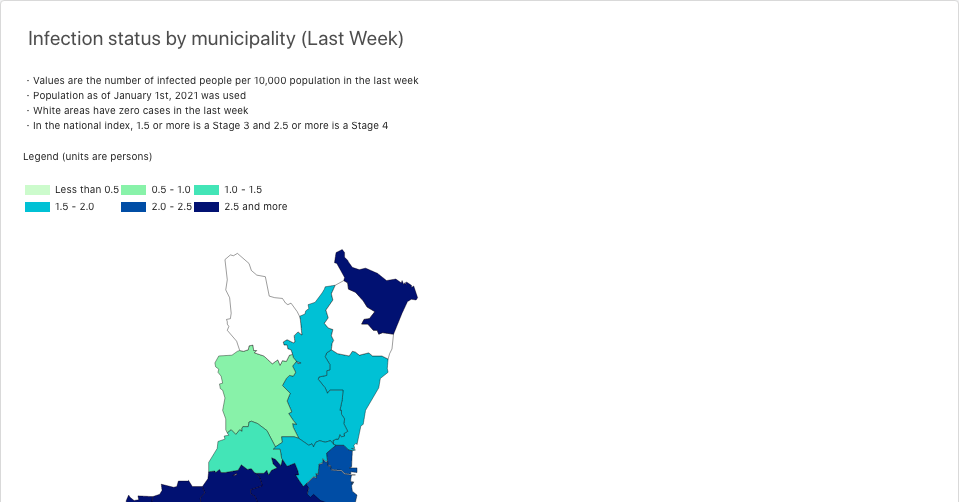 Infection status by municipality (Last Week)
· Values are the number of infected people per 10,000 population in the last week
· Population as of January 1st, 2021 was used
· White areas have zero cases in the last week
· In the national index, 1.5 or more is a Stage 3 and 2.5 or more is a Stage 4
Legend (units are persons)
Less than 0.5 0.5 - 1.0 1.0 - 1.5
1.5 - 2.0 2.0 - 2.5 2.5 and more